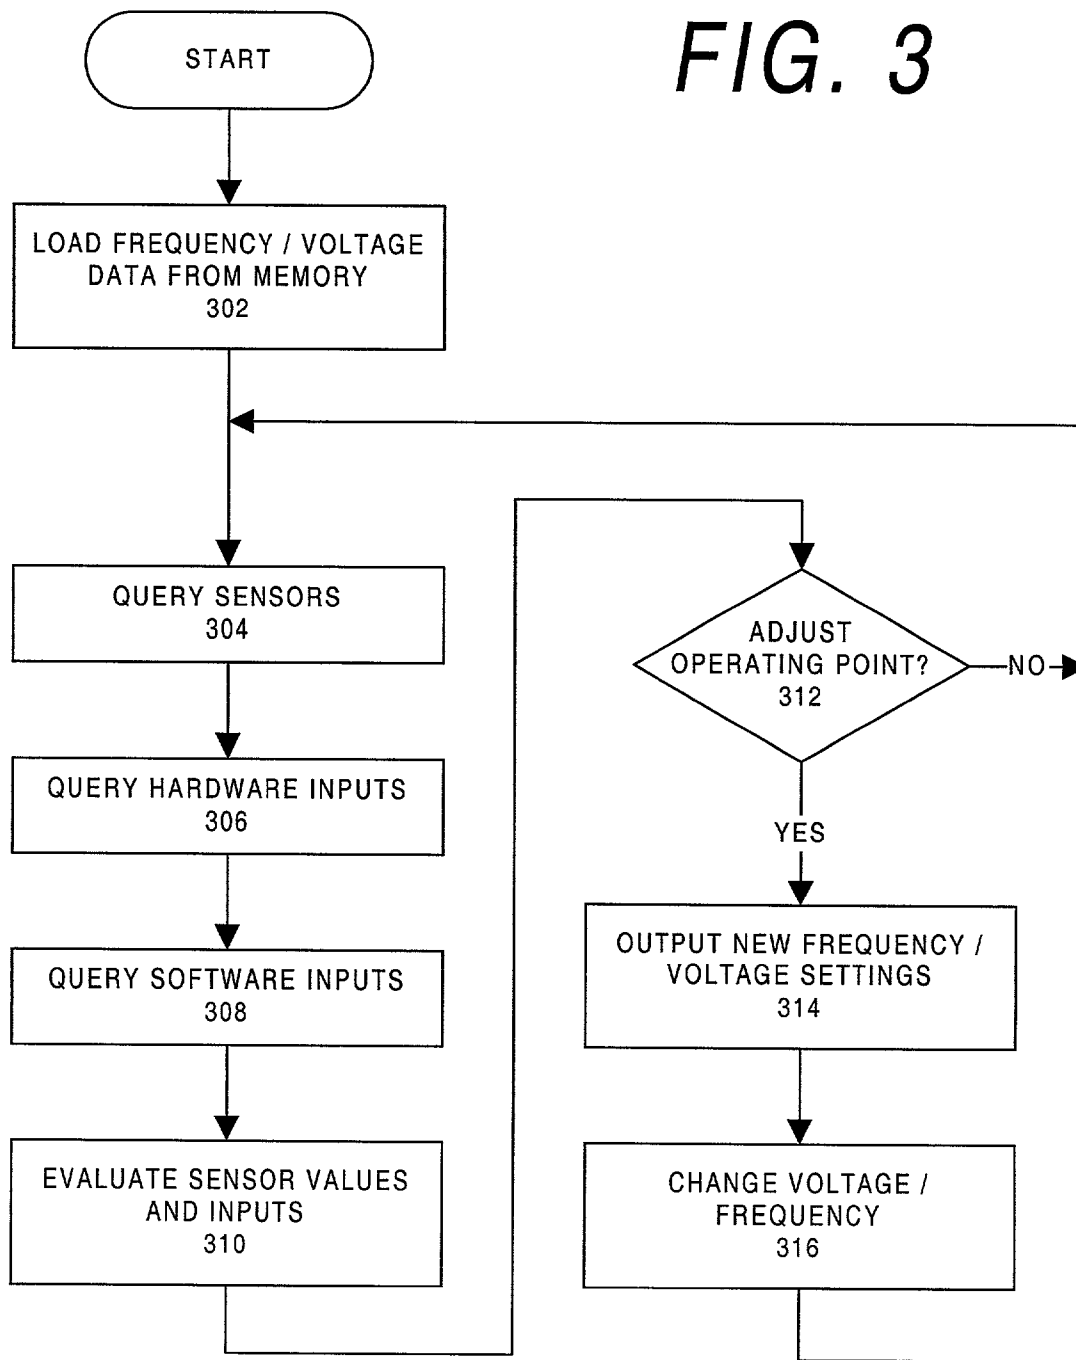 FIG. 3
START
LOAD FREQUENCY / VOLTAGE
DATA FROM MEMORY
302
QUERY SENSORS
304
QUERY HARDWARE INPUTS
306
QUERY SOFTWARE INPUTS
308
EVALUATE SENSOR VALUES
AND INPUTS
310
ADJUST
OPERATING POINT?
312
NO
YES
OUTPUT NEW FREQUENCY /
VOLTAGE SETTINGS
314
CHANGE VOLTAGE /
FREQUENCY
316